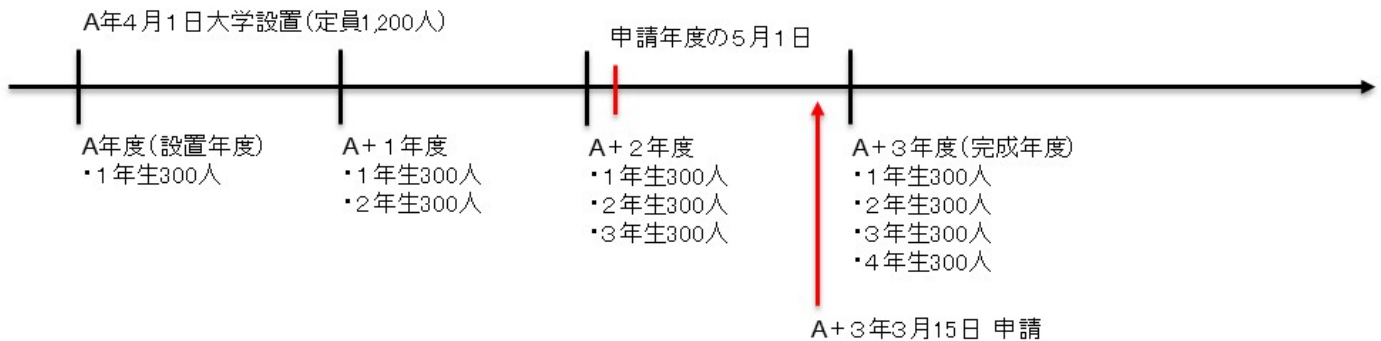 A年4月1日大学設置(定員1,200人)
申請年度の5月1日
A年度(設置年度)
・1年生300人
A+1年度
・1年生300人
・2年生300人
A+2年度
・1年生300人
・2年生300人
・3年生300人
A+3年度(完成年度)
・1年生300人
・2年生300人
・3年生300人
・4年生300人
A+3年3月15日 申請